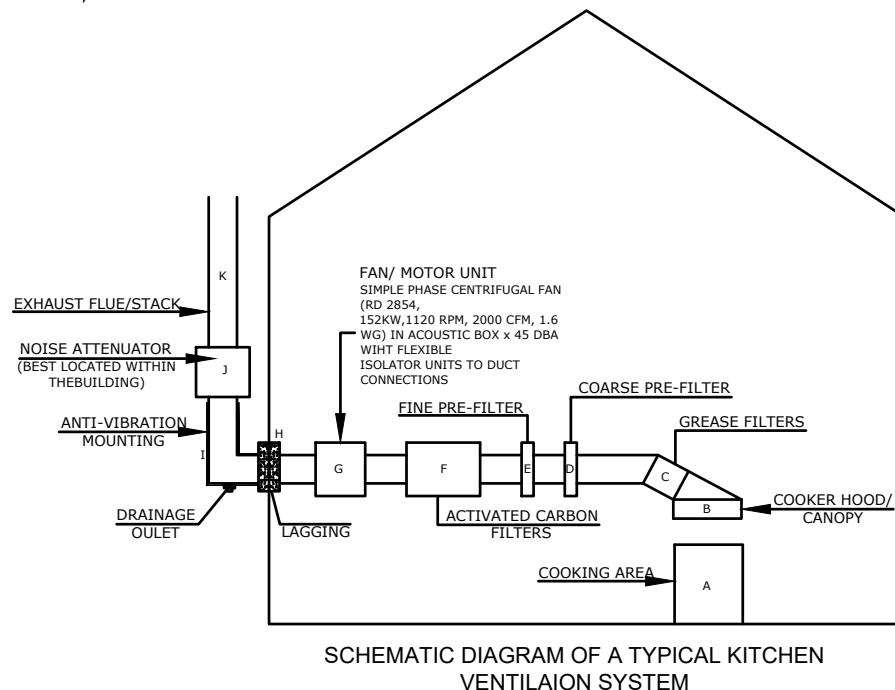 K
EXHAUST FLUE/STACK
NOISE ATTENUATOR
(BEST LOCATED WITHIN
THEBUILDING)
J
ANTI-VIBRATION
MOUNTING
I
H
DRAINAGE
OULET
LAGGING
FAN/ MOTOR UNIT
SIMPLE PHASE CENTRIFUGAL FAN
(RD 2854,
152KW,1120 RPM, 2000 CFM, 1.6
WG) IN ACOUSTIC BOX x 45 DBA
WIHT FLEXIBLE
ISOLATOR UNITS TO DUCT
CONNECTIONS
G
F
ACTIVATED CARBON
FILTERS
FINE PRE-FILTER
E
COARSE PRE-FILTER
D
GREASE FILTERS
C
B
COOKER HOOD/
CANOPY
COOKING AREA
A
SCHEMATIC DIAGRAM OF A TYPICAL KITCHEN
VENTILAION SYSTEM